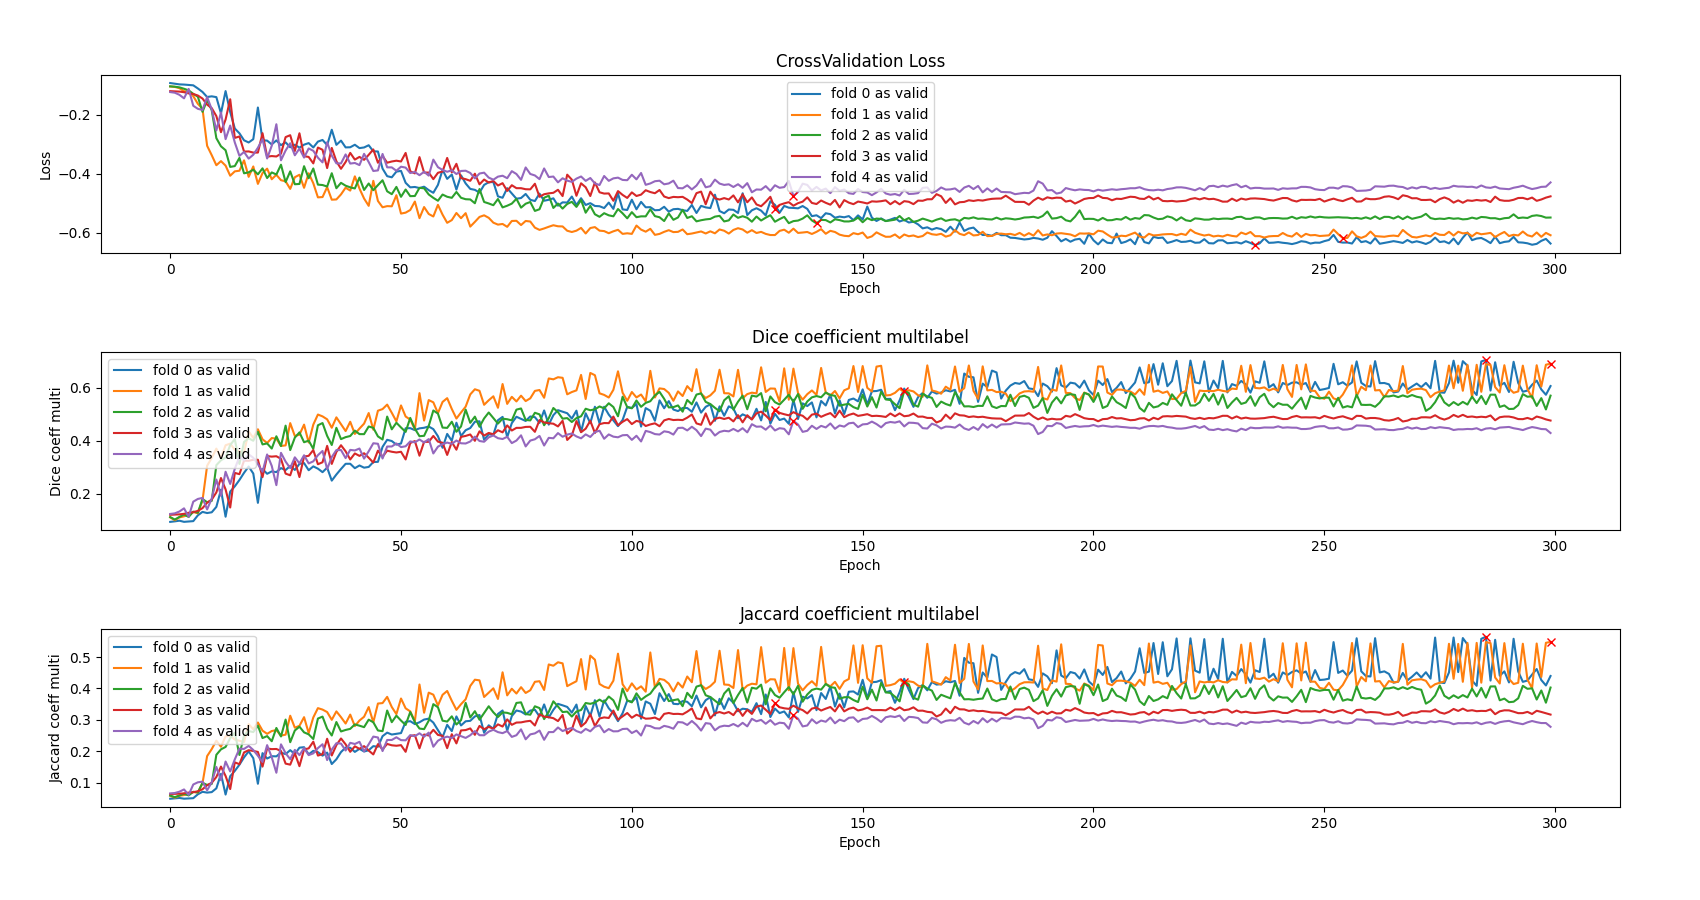 CrossValidation Loss
fold 0 as valid
fold 1 as valid
fold 2 as valid
fold 3 as valid
fold 4 as valid
Loss
−0.2
−0.4
−0.6
0 50 100 150 200 250 300
Epoch
Dice coefficient multilabel
fold 0 as valid
fold 1 as valid
fold 2 as valid
fold 3 as valid
fold 4 as valid
Dice coeff multi
0.6
0.4
0.2
0 50 100 150 200 250 300
Epoch
Jaccard coefficient multilabel
fold 0 as valid
fold 1 as valid
fold 2 as valid
fold 3 as valid
fold 4 as valid
Jaccard coeff multi
0.5
0.4
0.3
0.2
0.1
0 50 100 150 200 250 300
Epoch